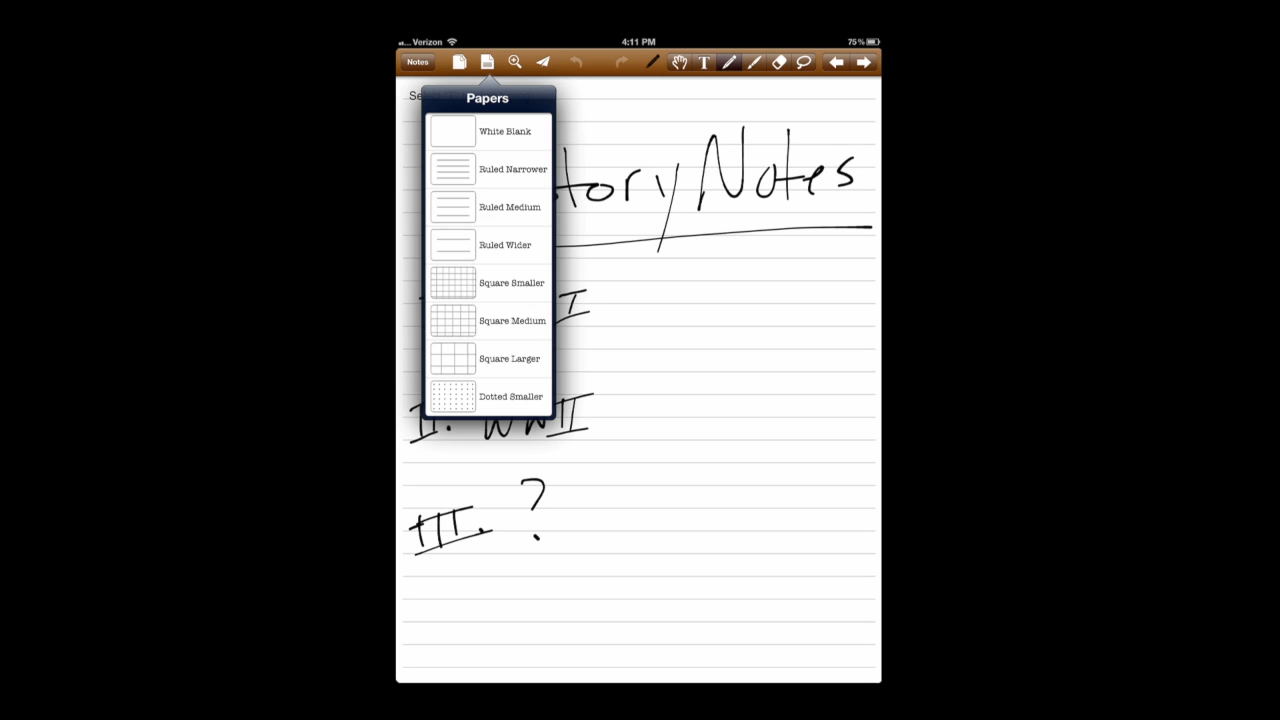 Verizon 4:11 PM 75%
Notes T
Papers
White Blank
Ruled Narrower
Ruled Medium
Ruled Wider
Square Smaller
Square Medium
Square Larger
Dotted Smaller
tory Notes
I
II. WWII
III. ?